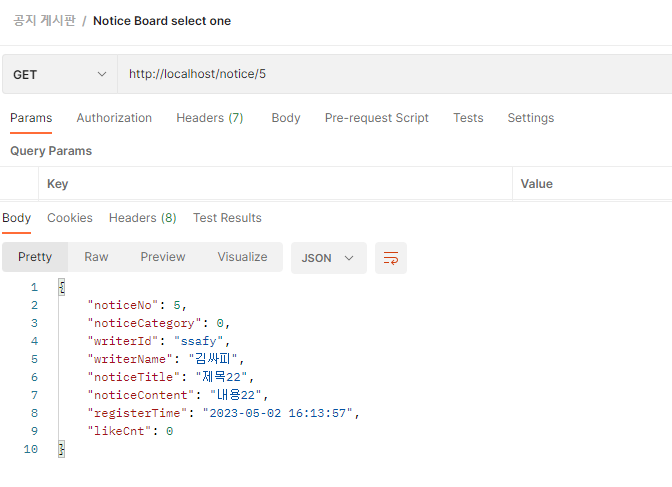 공지 게시판 / Notice Board select one
GET http://localhost/notice/5
Params Authorization Headers (7) Body Pre-request Script Tests Settings
Query Params
Key Value
Body Cookies Headers (8) Test Results
Pretty Raw Preview Visualize JSON
1 {
2 "noticeNo": 5,
3 "noticeCategory": 0,
4 "writerId": "ssafy",
5 "writerName": "김싸피",
6 "noticeTitle": "제목22",
7 "noticeContent": "내용22",
8 "registerTime": "2023-05-02 16:13:57",
9 "likeCnt": 0
10 }